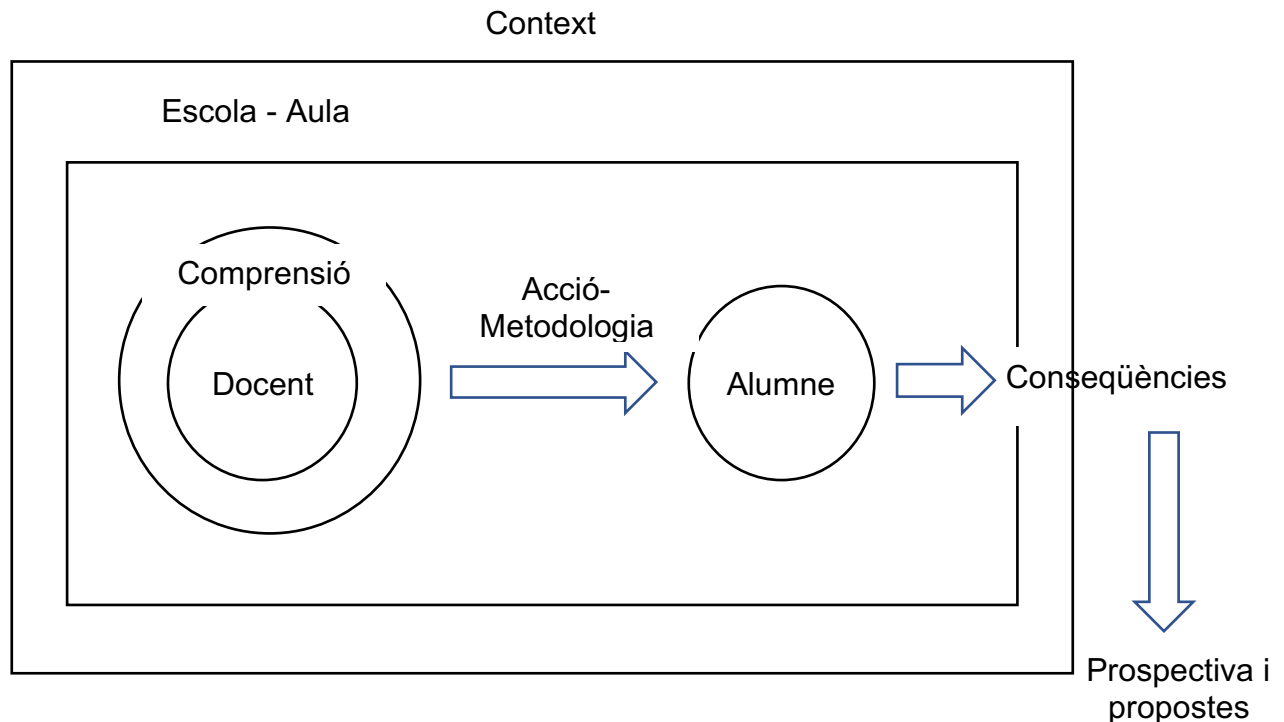 Context
Escola - Aula
Comprensió
Docent
Acció-
Metodologia
Alumne
Conseqüències
Prospectiva i
propostes